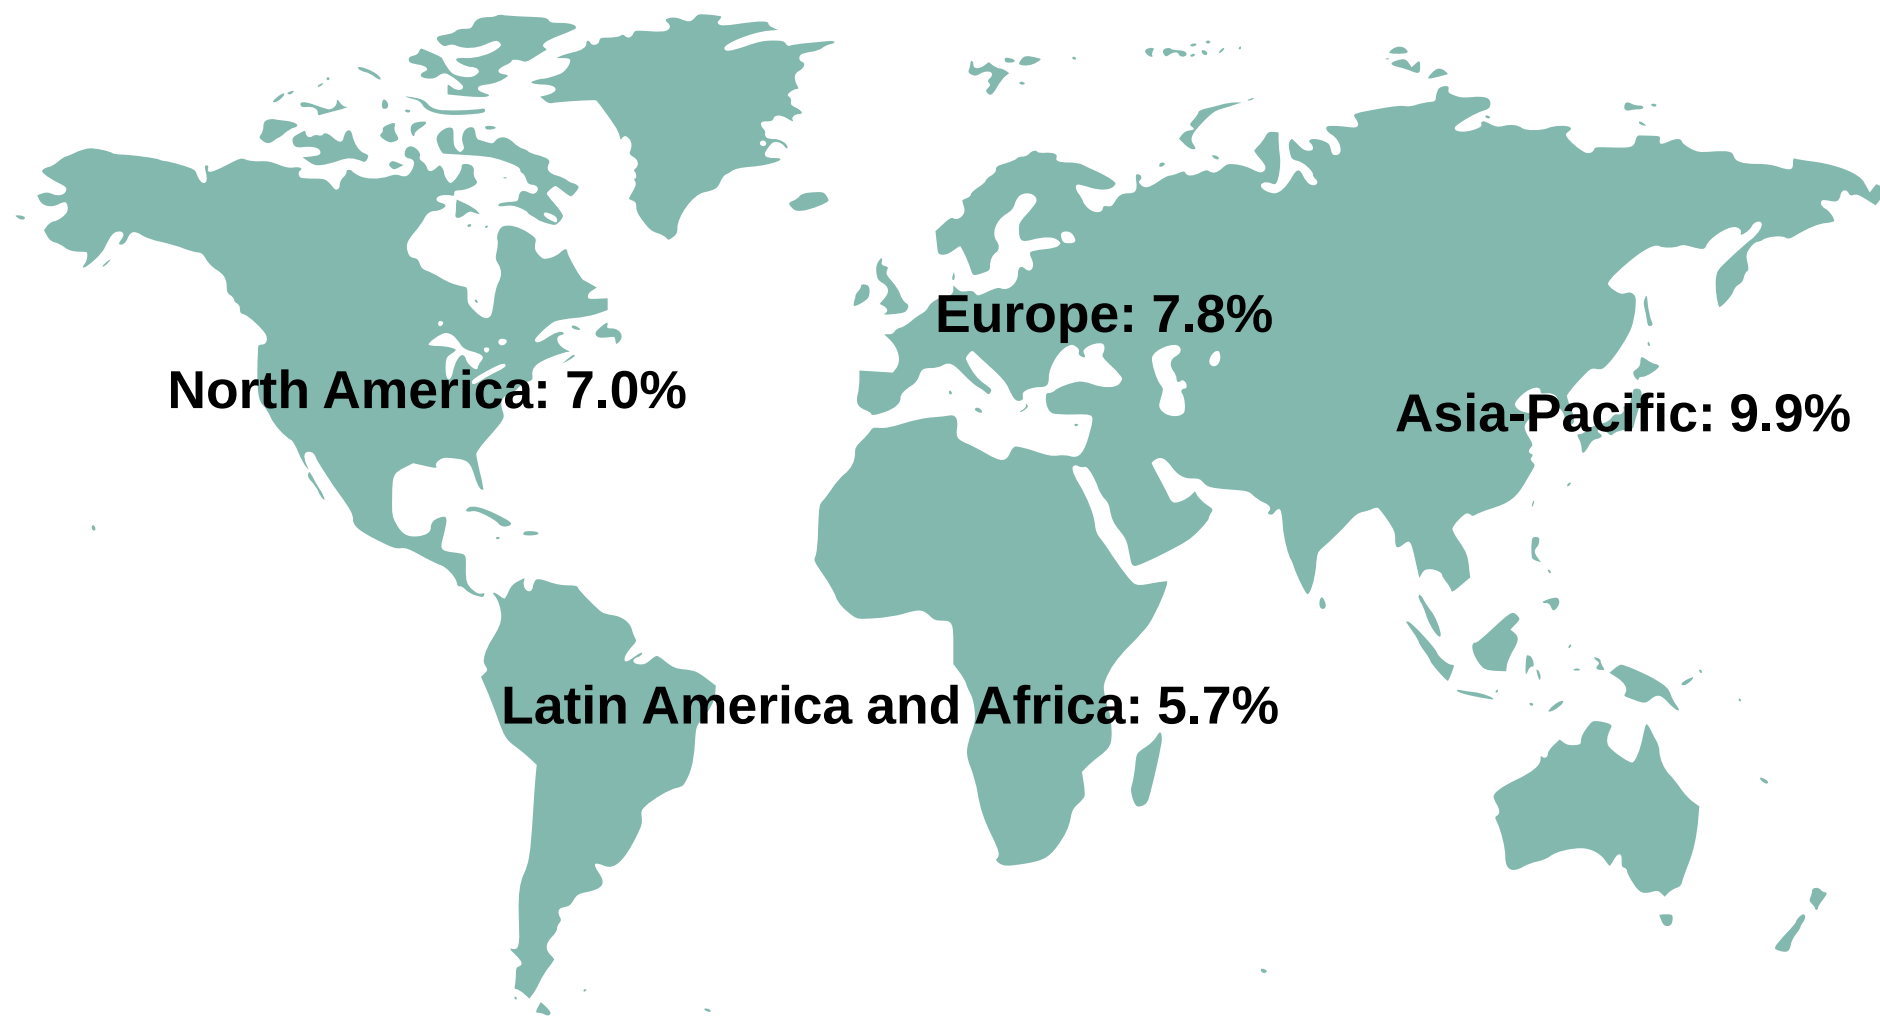 Europe: 7.8%
North America: 7.0%
Asia-Pacific: 9.9%
Latin America and Africa: 5.7%